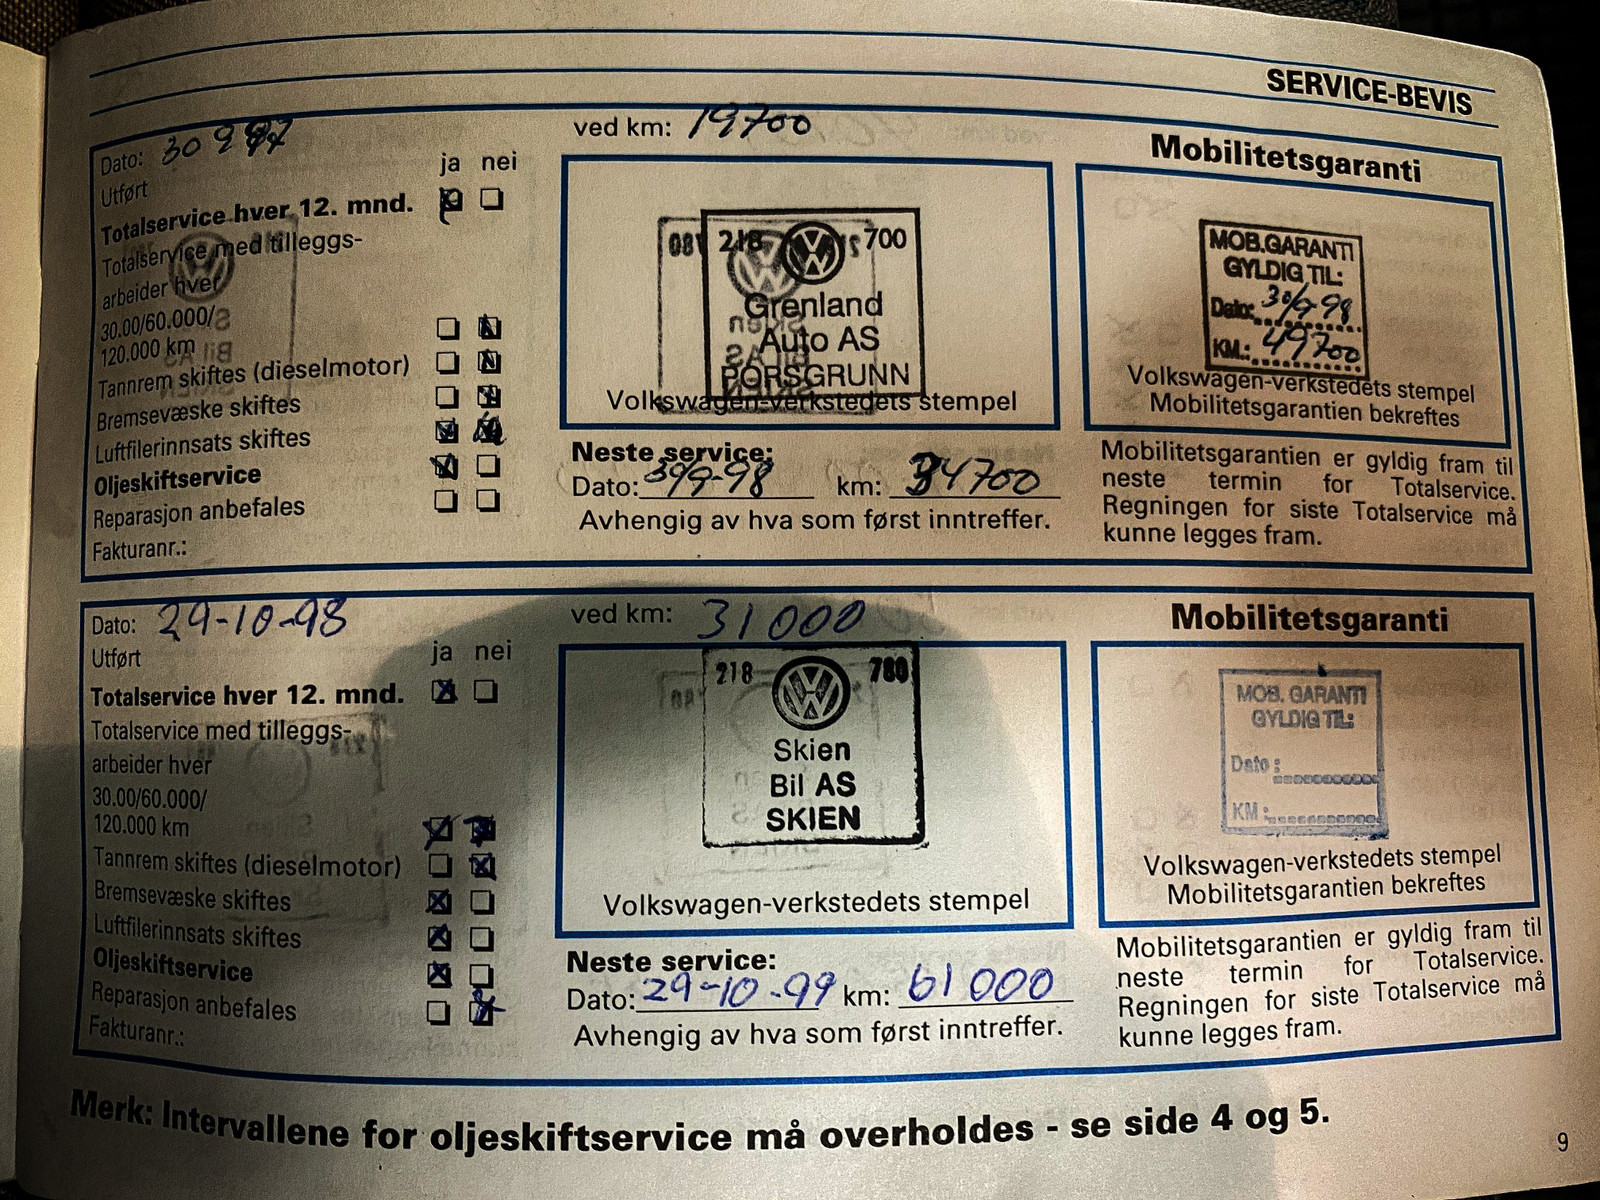 SERVICE-BEVIS
Dato: 30 9 97
ved km: 19700
Utført
ja nei
Totalservice hver 12. mnd.
Totalservice med tilleggs-
arbeider hver
30.00/60.000/
120.000 km
Tannrem skiftes (dieselmotor)
Bremsevæske skiftes
Luftfilerinnsats skiftes
Oljeskiftservice
Reparasjon anbefales
Fakturanr.:
218 700
Grenland
Auto AS
PORSGRUNN
Volkswagen-verkstedets stempel
Neste service:
Dato: km: 34700
Avhengig av hva som først inntreffer.
Mobilitetsgaranti
MOB.GARANTI
GYLDIG TIL:
Dato: 30/9-98
KM.: 49700
Volkswagen-verkstedets stempel
Mobilitetsgarantien bekreftes
Mobilitetsgarantien er gyldig fram til
neste termin for Totalservice.
Regningen for siste Totalservice må
kunne legges fram.
Dato: 29-10-98
ved km: 31000
Utført
ja nei
Totalservice hver 12. mnd.
Totalservice med tilleggs-
arbeider hver
30.00/60.000/
120.000 km
Tannrem skiftes (dieselmotor)
Bremsevæske skiftes
Luftfilerinnsats skiftes
Oljeskiftservice
Reparasjon anbefales
Fakturanr.:
218 780
Skien
Bil AS
SKIEN
Volkswagen-verkstedets stempel
Neste service:
Dato: 29-10-99 km: 61000
Avhengig av hva som først inntreffer.
Mobilitetsgaranti
MOB. GARANTI
GYLDIG TIL:
Dato:
KM:
Volkswagen-verkstedets stempel
Mobilitetsgarantien bekreftes
Mobilitetsgarantien er gyldig fram til
neste termin for Totalservice.
Regningen for siste Totalservice må
kunne legges fram.
Merk: Intervallene for oljeskiftservice må overholdes - se side 4 og 5.
9